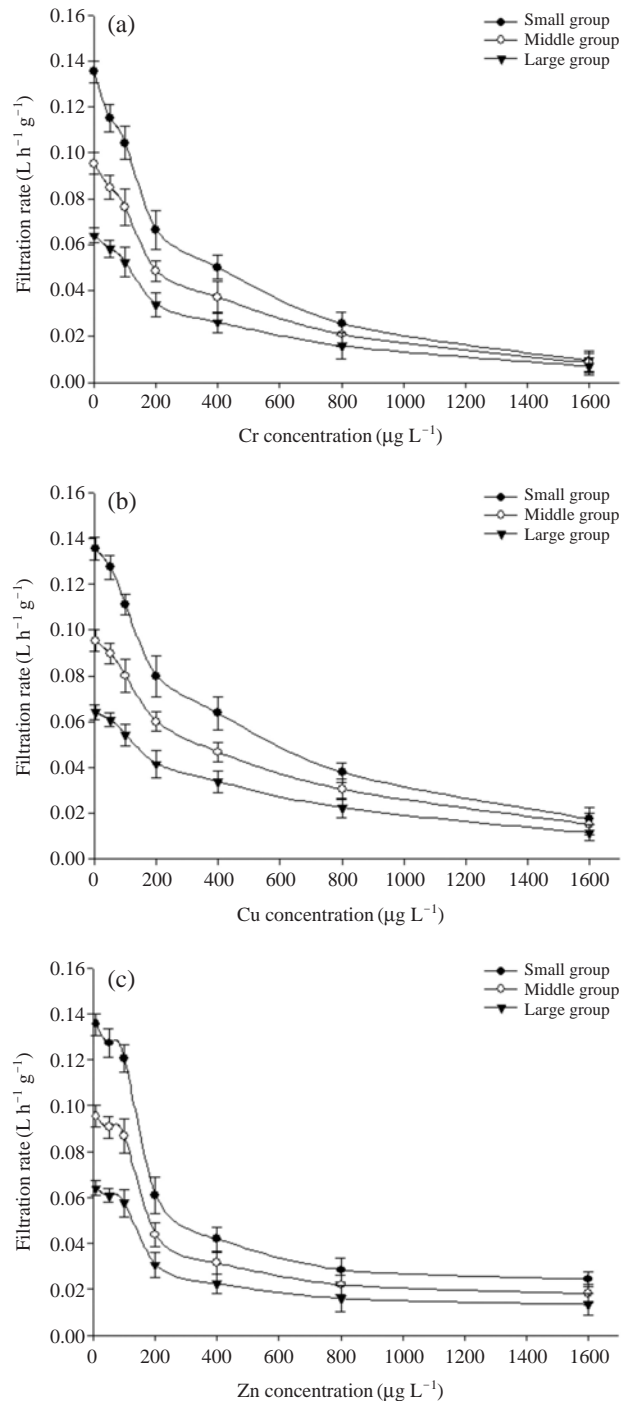 (a)
Small group
Middle group
Large group
0.16
0.14
0.12
0.10
0.08
0.06
0.04
0.02
0.00
Filtration rate (L h⁻¹ g⁻¹)
0 200 400 600 800 1000 1200 1400 1600
Cr concentration (µg L⁻¹)
(b)
Small group
Middle group
Large group
0.16
0.14
0.12
0.10
0.08
0.06
0.04
0.02
0.00
Filtration rate (L h⁻¹ g⁻¹)
0 200 400 600 800 1000 1200 1400 1600
Cu concentration (µg L⁻¹)
(c)
Small group
Middle group
Large group
0.16
0.14
0.12
0.10
0.08
0.06
0.04
0.02
0.00
Filtration rate (L h⁻¹ g⁻¹)
0 200 400 600 800 1000 1200 1400 1600
Zn concentration (µg L⁻¹)